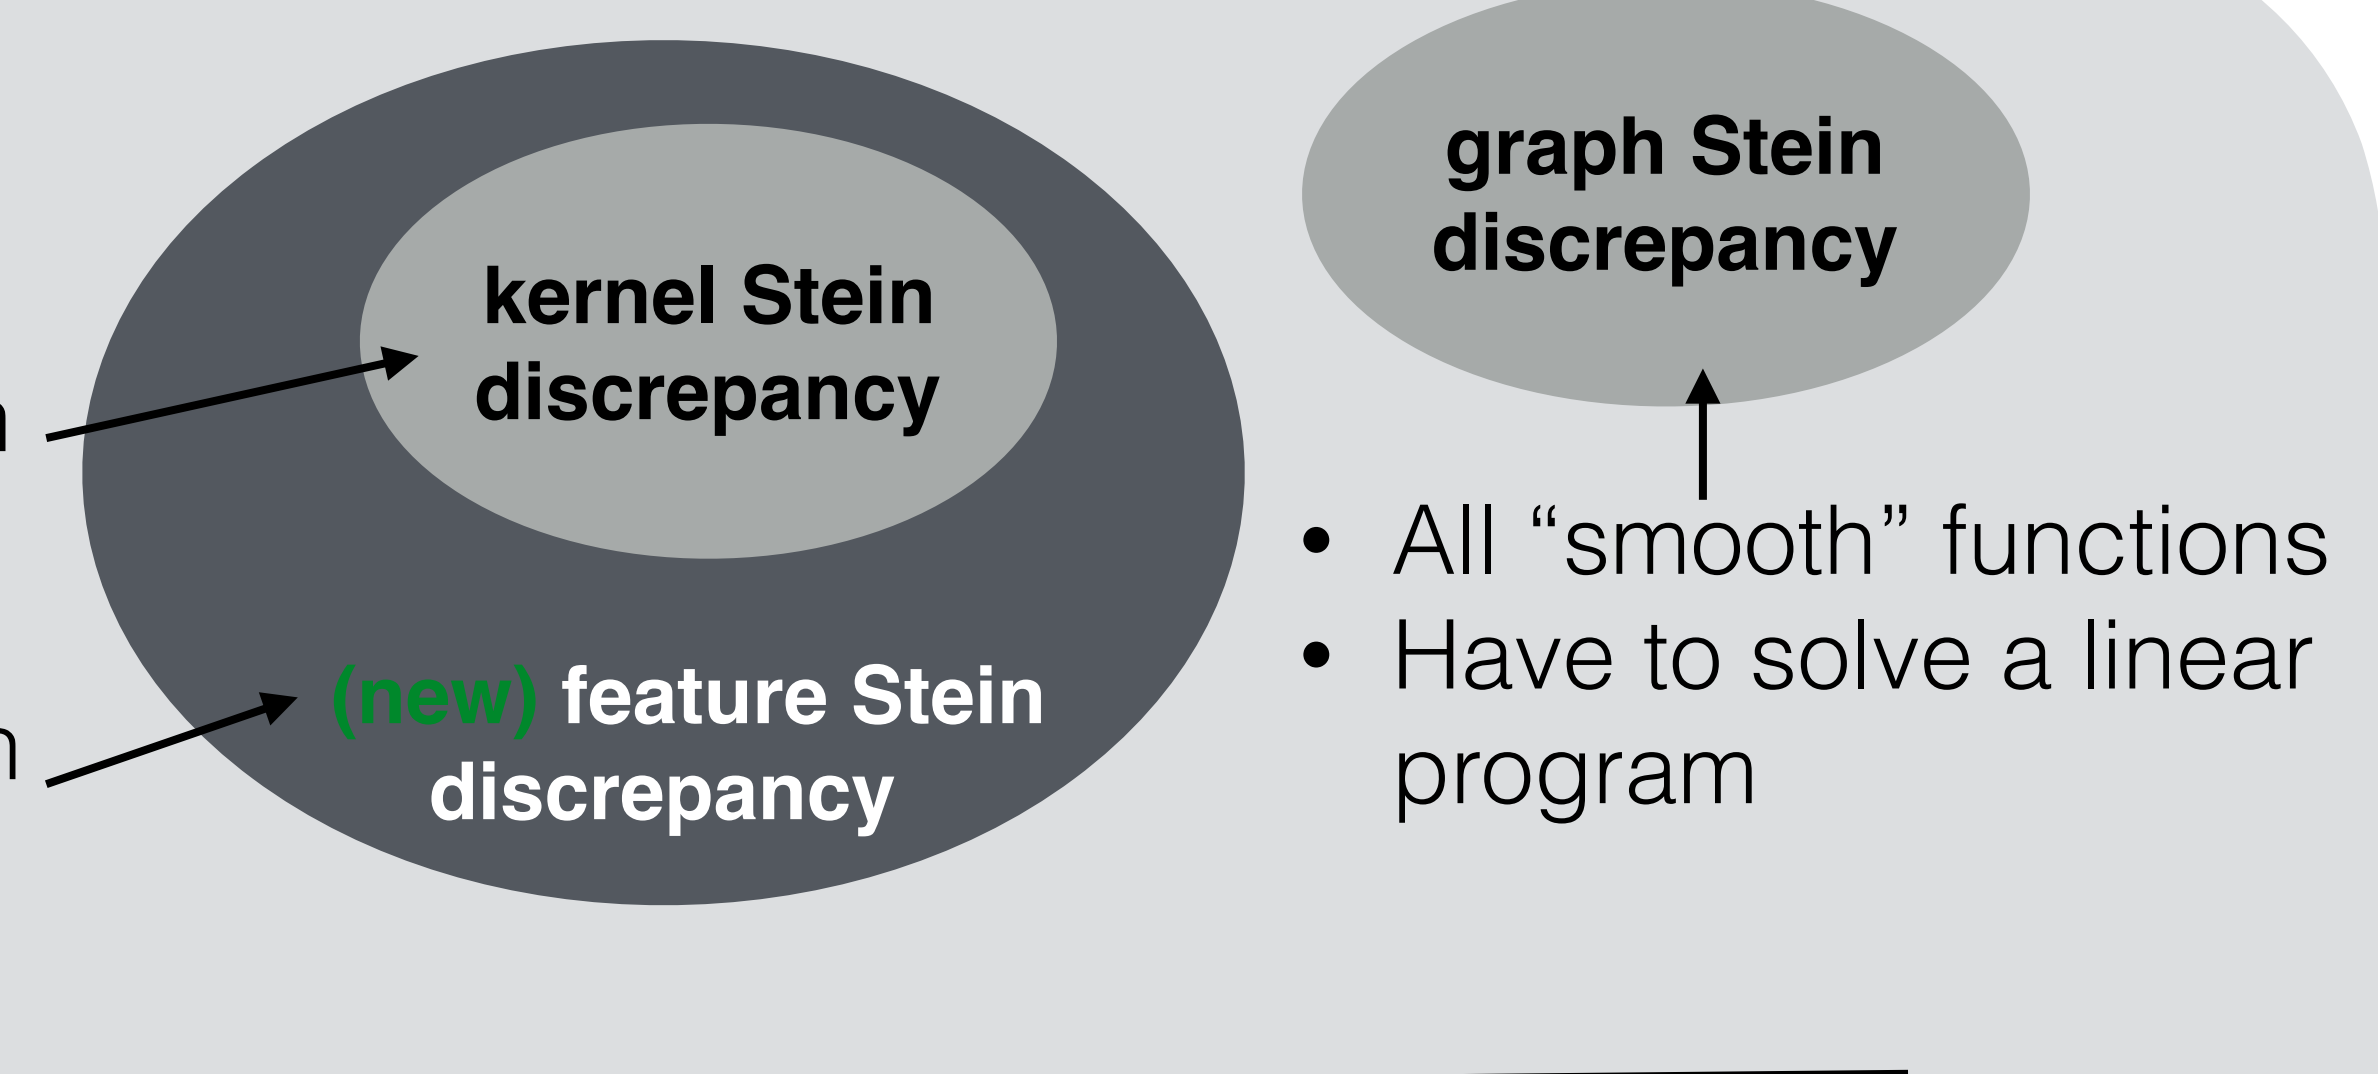 kernel Stein
discrepancy
(new) feature Stein
discrepancy
graph Stein
discrepancy
• All “smooth” functions
• Have to solve a linear
program